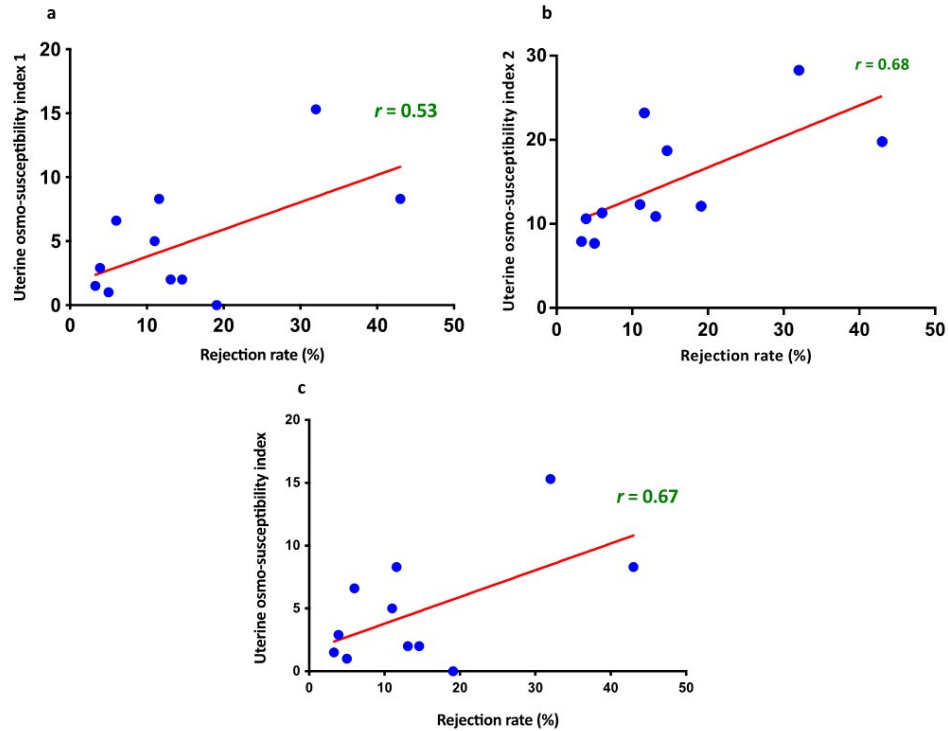 a
20
15
10
5
0
0 10 20 30 40 50
Uterine osmo-susceptibility index 1
r = 0.53
Rejection rate (%)
b
30
20
10
0
0 10 20 30 40 50
Uterine osmo-susceptibility index 2
r = 0.68
Rejection rate (%)
c
20
15
10
5
0
0 10 20 30 40 50
Uterine osmo-susceptibility index
r = 0.67
Rejection rate (%)